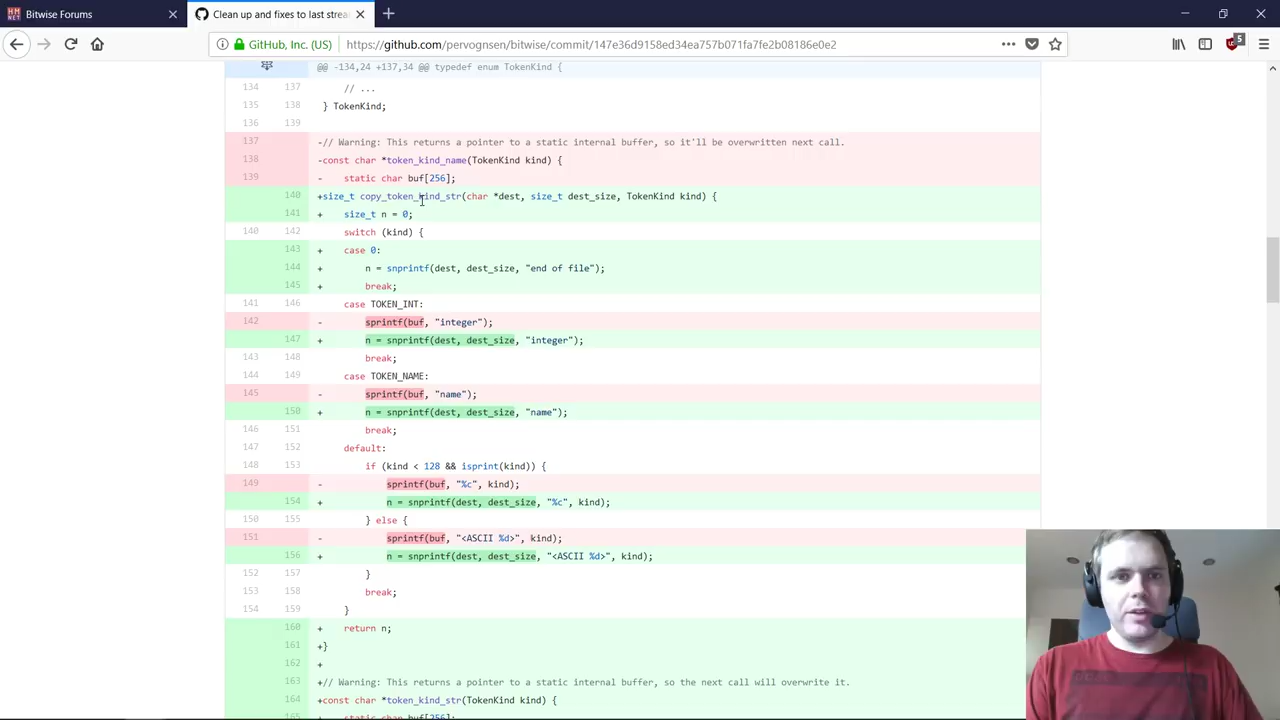 Bitwise Forums
Clean up and fixes to last strea
GitHub, Inc. (US)
https://github.com/pervognsen/bitwise/commit/147e36d9158ed34ea757b071fa7fe2b08186e0e2
5
@@ -134,24 +137,34 @@ typedef enum TokenKind {
134 137 // ...
135 138 } TokenKind;
136 139
137 -// Warning: This returns a pointer to a static internal buffer, so it'll be overwritten next call.
138 -const char *token_kind_name(TokenKind kind) {
139 - static char buf[256];
140 +size_t copy_token_kind_str(char *dest, size_t dest_size, TokenKind kind) {
141 + size_t n = 0;
140 142 switch (kind) {
143 + case 0:
144 + n = snprintf(dest, dest_size, "end of file");
145 + break;
141 146 case TOKEN_INT:
142 - sprintf(buf, "integer");
147 + n = snprintf(dest, dest_size, "integer");
143 148 break;
144 149 case TOKEN_NAME:
145 - sprintf(buf, "name");
150 + n = snprintf(dest, dest_size, "name");
146 151 break;
147 152 default:
148 153 if (kind < 128 && isprint(kind)) {
149 - sprintf(buf, "%c", kind);
154 + n = snprintf(dest, dest_size, "%c", kind);
150 155 } else {
151 - sprintf(buf, "<ASCII %d>", kind);
156 + n = snprintf(dest, dest_size, "<ASCII %d>", kind);
152 157 }
153 158 break;
154 159 }
160 + return n;
161 +}
162 +
163 +// Warning: This returns a pointer to a static internal buffer, so the next call will overwrite it.
164 +const char *token_kind_str(TokenKind kind) {
165 + static char buf[256];